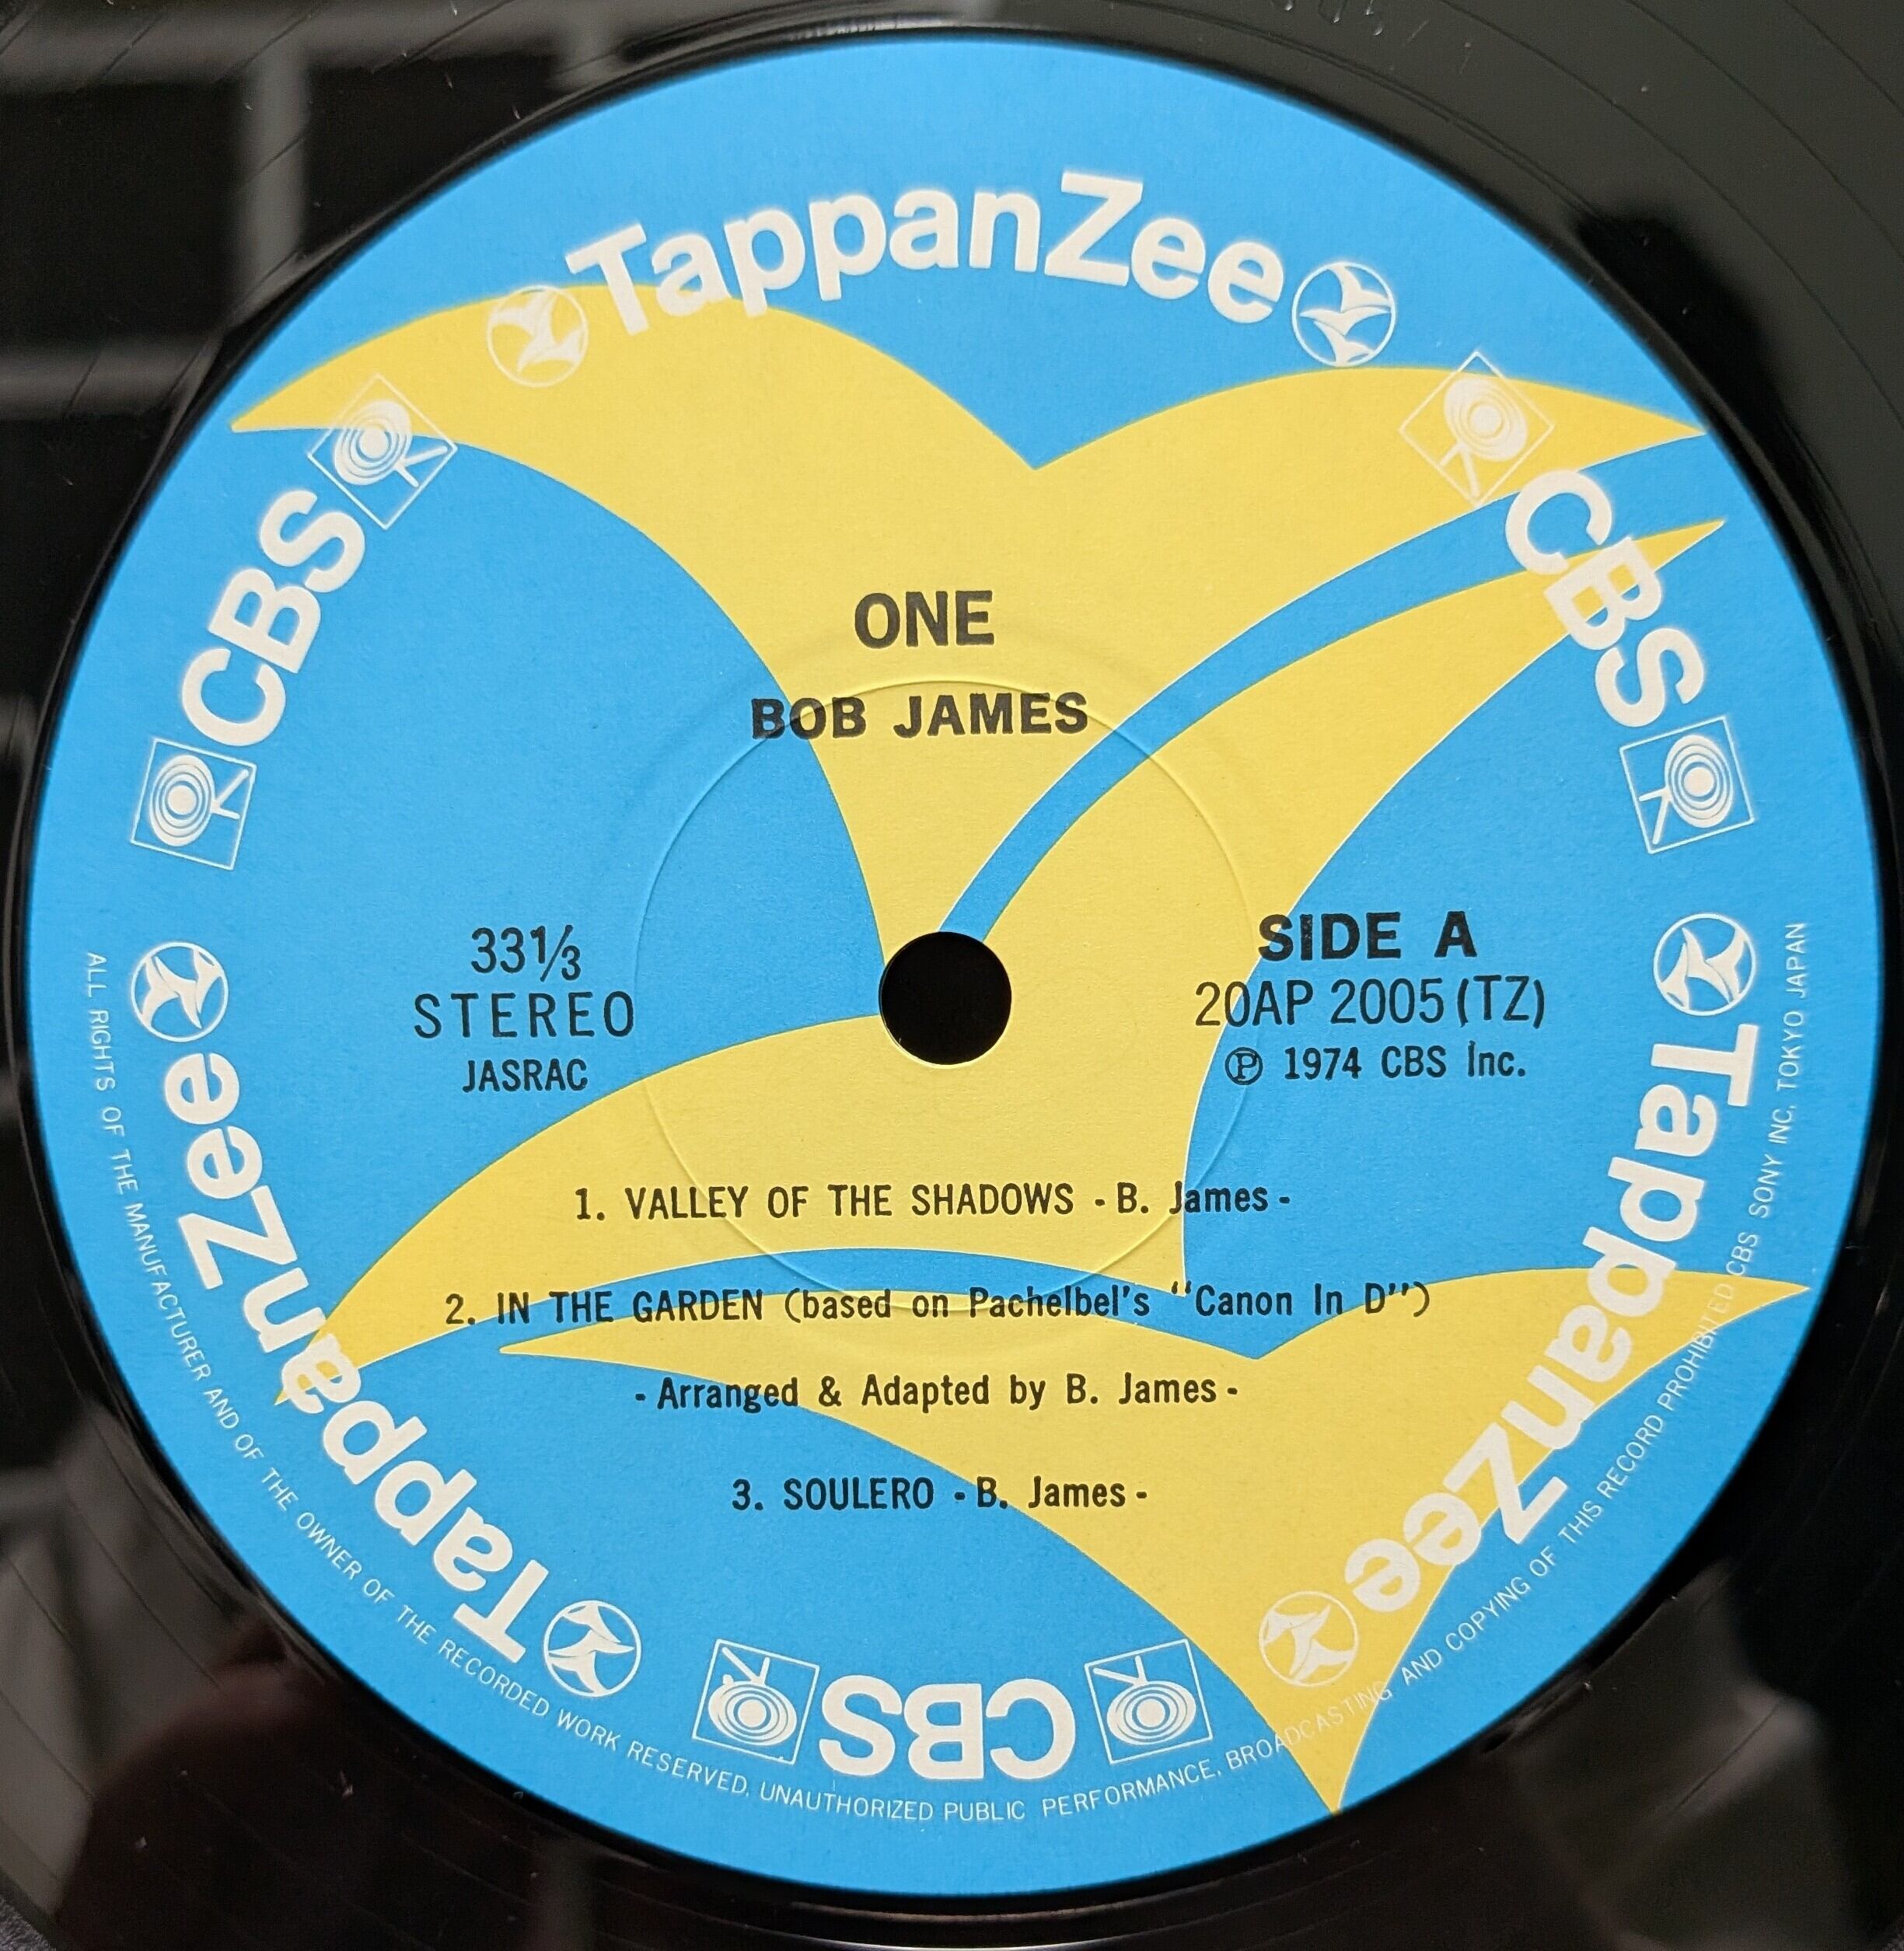 TappanZee
CBS
CBS
ONE
BOB JAMES
33⅓
STEREO
JASRAC
SIDE A
20AP 2005 (TZ)
Ⓟ 1974 CBS Inc.
1. VALLEY OF THE SHADOWS - B. James -
2. IN THE GARDEN (based on Pachelbel's "Canon In D")
- Arranged & Adapted by B. James -
3. SOULERO - B. James -
TappanZee
TappanZee
CBS
ALL RIGHTS OF THE MANUFACTURER AND OF THE OWNER OF THE RECORDED WORK RESERVED. UNAUTHORIZED PUBLIC PERFORMANCE, BROADCASTING AND COPYING OF THIS RECORD PROHIBITED CBS SONY INC. TOKYO JAPAN